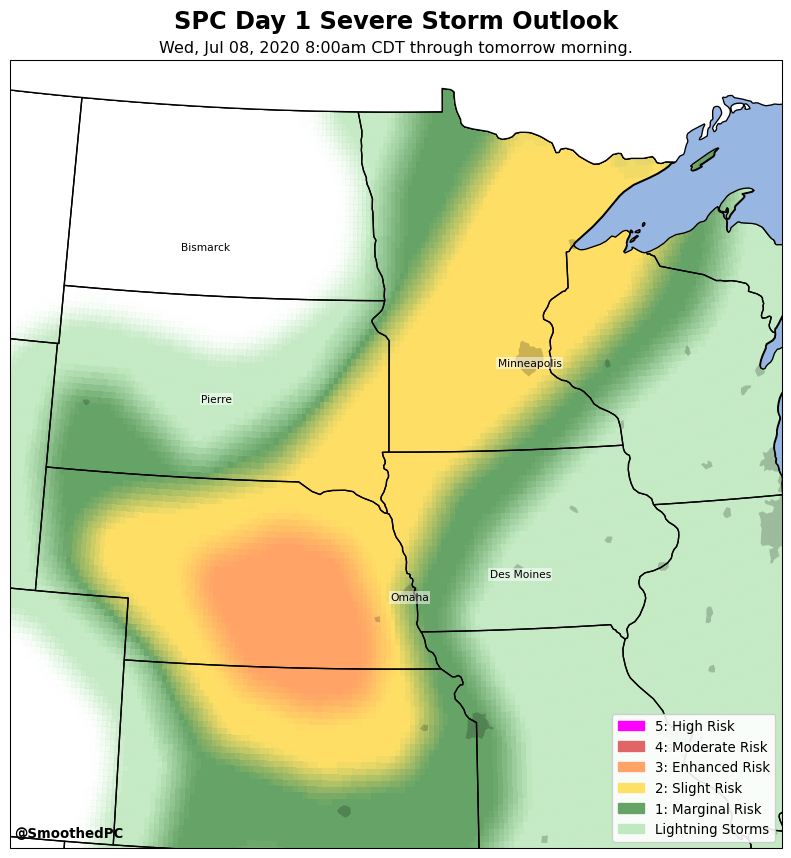 SPC Day 1 Severe Storm Outlook
Wed, Jul 08, 2020 8:00am CDT through tomorrow morning.
Bismarck
Minneapolis
Pierre
Des Moines
Omaha
5: High Risk
4: Moderate Risk
3: Enhanced Risk
2: Slight Risk
1: Marginal Risk
Lightning Storms
@SmoothedPC